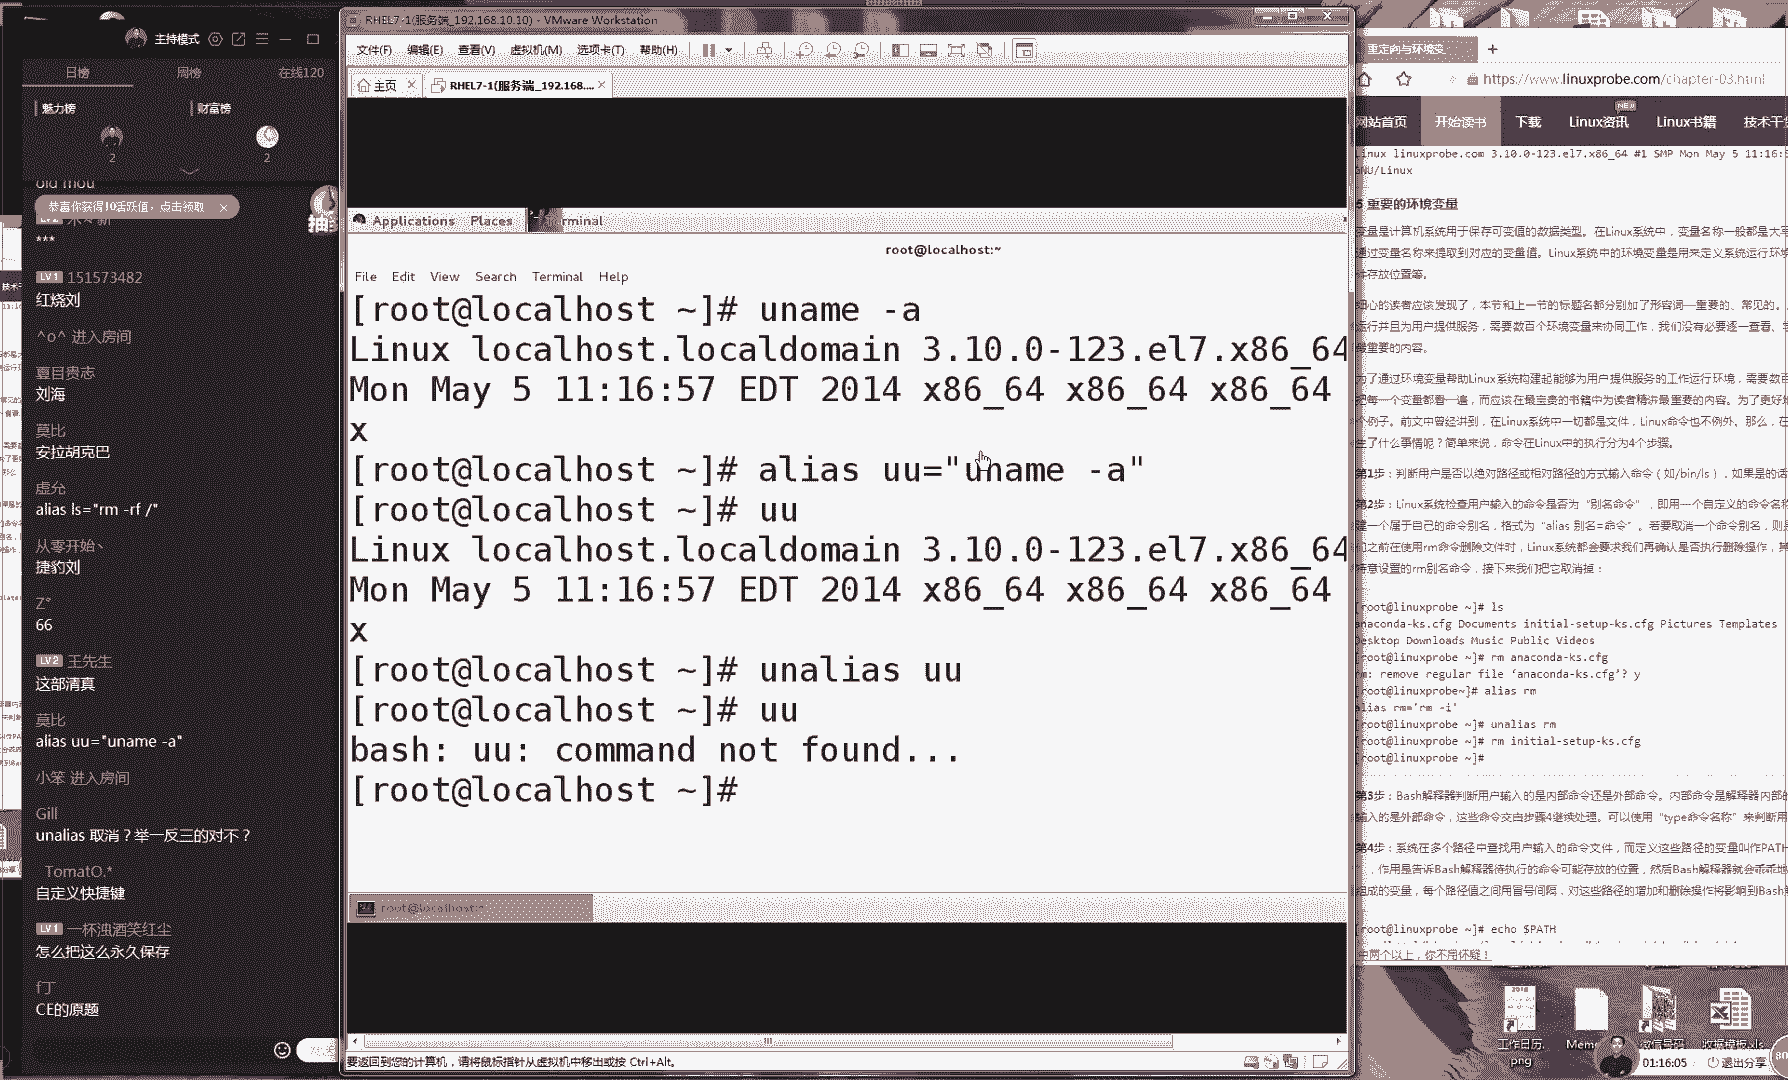 主持模式
日榜
周榜
在线120
魅力榜
财富榜
2
2
old mou
恭喜你获得10活跃值，点击领取
***
LV1 151573482
红烧刘
^o^ 进入房间
夏目贵志
刘海
莫比
安拉胡克巴
虚允
alias ls="rm -rf /"
从零开始丶
捷豹刘
Z°
66
LV2 王先生
这部清真
莫比
alias uu="uname -a"
小笨 进入房间
Gill
unalias 取消？举一反三的对不？
TomatO.*
自定义快捷键
LV1 一杯浊酒笑红尘
怎么把这么永久保存
f丁
CE的原题
RHEL7-1(服务端_192.168.10.10) - VMware Workstation
文件(F) 编辑(E) 查看(V) 虚拟机(M) 选项卡(T) 帮助(H)
主页
RHEL7-1(服务端_192.168....
Applications Places
rminal
root@localhost:~
File Edit View Search Terminal Help
[root@localhost ~]# uname -a
Linux localhost.localdomain 3.10.0-123.el7.x86_64
Mon May 5 11:16:57 EDT 2014 x86_64 x86_64 x86_64
x
[root@localhost ~]# alias uu="uname -a"
[root@localhost ~]# uu
Linux localhost.localdomain 3.10.0-123.el7.x86_64
Mon May 5 11:16:57 EDT 2014 x86_64 x86_64 x86_64
x
[root@localhost ~]# unalias uu
[root@localhost ~]# uu
bash: uu: command not found...
[root@localhost ~]#
root@localhost:~
要返回到您的计算机，请将鼠标指针从虚拟机中移出或按 Ctrl+Alt。
重定向与环境变
https://www.linuxprobe.com/chapter-03.html
网站首页 开始读书 下载 Linux资讯 Linux书籍 技术干
NEW
Linux linuxprobe.com 3.10.0-123.el7.x86_64 #1 SMP Mon May 5 11:16:5
GNU/Linux
5 重要的环境变量
变量是计算机系统用于保存可变值的数据类型。在Linux系统中，变量名称一般都是大写
通过变量名称来提取到对应的变量值。Linux系统中的环境变量是用来定义系统运行环境
件存放位置等。
细心的读者应该发现了，本节和上一节的标题名都分别加了形容词—重要的、常见的。
运行并且为用户提供服务，需要数百个环境变量来协同工作，我们没有必要逐一查看、学
最重要的内容。
为了通过环境变量帮助Linux系统构建起能够为用户提供服务的工作运行环境，需要数百
把每一个变量都看一遍，而应该在最宝贵的书籍中为读者精讲最重要的内容。为了更好地
个例子。前文中曾经讲到，在Linux系统中一切都是文件，Linux命令也不例外。那么，在
生了什么事情呢？简单来说，命令在Linux中的执行分为4个步骤。
第1步：判断用户是否以绝对路径或相对路径的方式输入命令（如/bin/ls），如果是的话
第2步：Linux系统检查用户输入的命令是否为“别名命令”，即用一个自定义的命令名称
建一个属于自己的命令别名，格式为“alias 别名=命令”。若要取消一个命令别名，则是
们之前在使用rm命令删除文件时，Linux系统都会要求我们再确认是否执行删除操作，其
特意设置的rm别名命令，接下来我们把它取消掉：
[root@linuxprobe ~]# ls
anaconda-ks.cfg Documents initial-setup-ks.cfg Pictures Templates
Desktop Downloads Music Public Videos
[root@linuxprobe ~]# rm anaconda-ks.cfg
rm: remove regular file ‘anaconda-ks.cfg’? y
[root@linuxprobe~]# alias rm
alias rm='rm -i'
[root@linuxprobe ~]# unalias rm
[root@linuxprobe ~]# rm initial-setup-ks.cfg
[root@linuxprobe ~]#
第3步：Bash解释器判断用户输入的是内部命令还是外部命令。内部命令是解释器内部的
输入的是外部命令，这些命令交由步骤4继续处理。可以使用“type命令名称”来判断用
第4步：系统在多个路径中查找用户输入的命令文件，而定义这些路径的变量叫作PATH
，作用是告诉Bash解释器待执行的命令可能存放的位置，然后Bash解释器就会乖乖地
组成的变量，每个路径值之间用冒号间隔，对这些路径的增加和删除操作将影响到Bash
[root@linuxprobe ~]# echo $PATH
中两个以上，你不用怀疑！
工作日历.
png
Mem
微信号码
收据模板.xls
01:16:05
退出分享